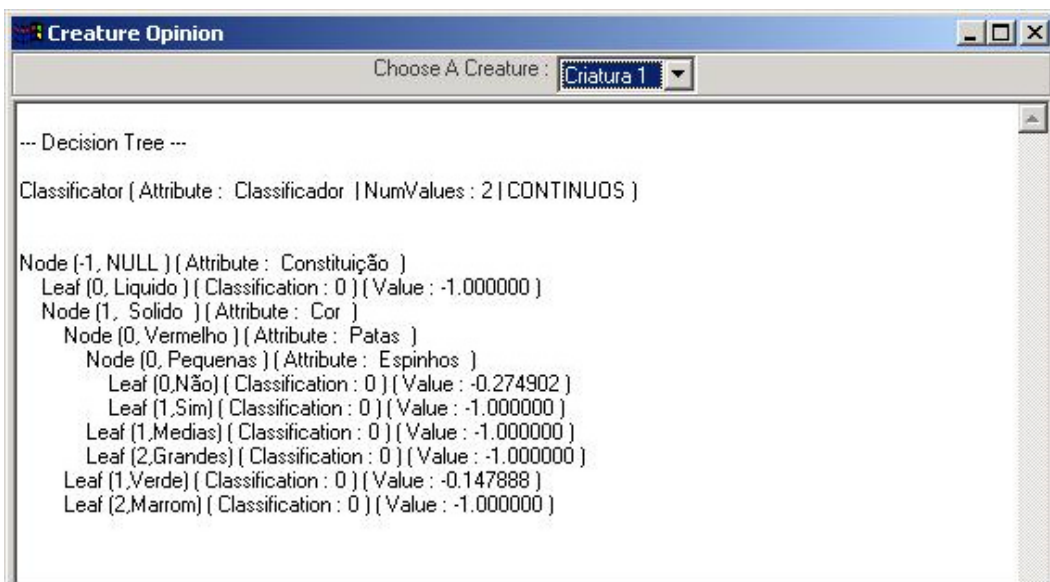 Creature Opinion
Choose A Creature : Criatura 1
--- Decision Tree ---
Classificator ( Attribute : Classificador | NumValues : 2 | CONTINUOS )
Node (-1, NULL ) ( Attribute : Constituição )
Leaf (0, Liquido ) ( Classification : 0 ) ( Value : -1.000000 )
Node (1, Solido ) ( Attribute : Cor )
Node (0, Vermelho ) ( Attribute : Patas )
Node (0, Pequenas ) ( Attribute : Espinhos )
Leaf (0,Não) ( Classification : 0 ) ( Value : -0.274902 )
Leaf (1,Sim) ( Classification : 0 ) ( Value : -1.000000 )
Leaf (1,Medias) ( Classification : 0 ) ( Value : -1.000000 )
Leaf (2,Grandes) ( Classification : 0 ) ( Value : -1.000000 )
Leaf (1,Verde) ( Classification : 0 ) ( Value : -0.147888 )
Leaf (2,Marrom) ( Classification : 0 ) ( Value : -1.000000 )